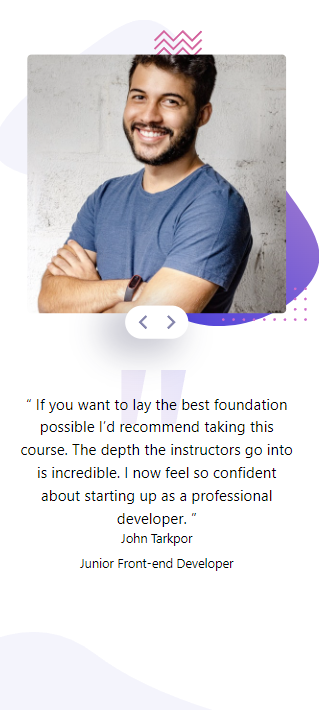 “ If you want to lay the best foundation
possible I'd recommend taking this
course. The depth the instructors go into
is incredible. I now feel so confident
about starting up as a professional
developer. ”
John Tarkpor
Junior Front-end Developer